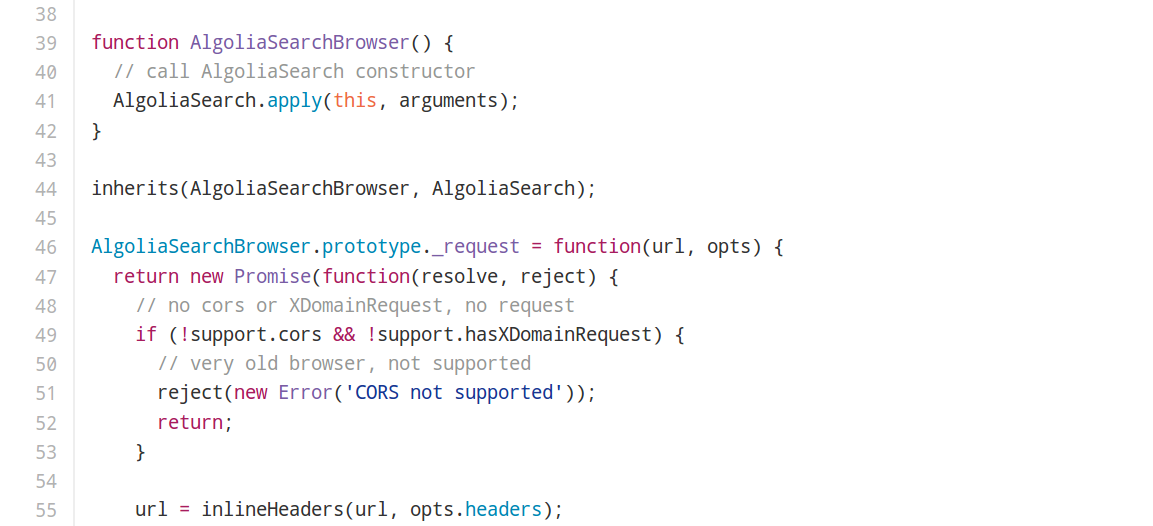 38
39 function AlgoliaSearchBrowser() {
40   // call AlgoliaSearch constructor
41   AlgoliaSearch.apply(this, arguments);
42 }
43
44 inherits(AlgoliaSearchBrowser, AlgoliaSearch);
45
46 AlgoliaSearchBrowser.prototype._request = function(url, opts) {
47   return new Promise(function(resolve, reject) {
48     // no cors or XDomainRequest, no request
49     if (!support.cors && !support.hasXDomainRequest) {
50       // very old browser, not supported
51       reject(new Error('CORS not supported'));
52       return;
53     }
54
55     url = inlineHeaders(url, opts.headers);